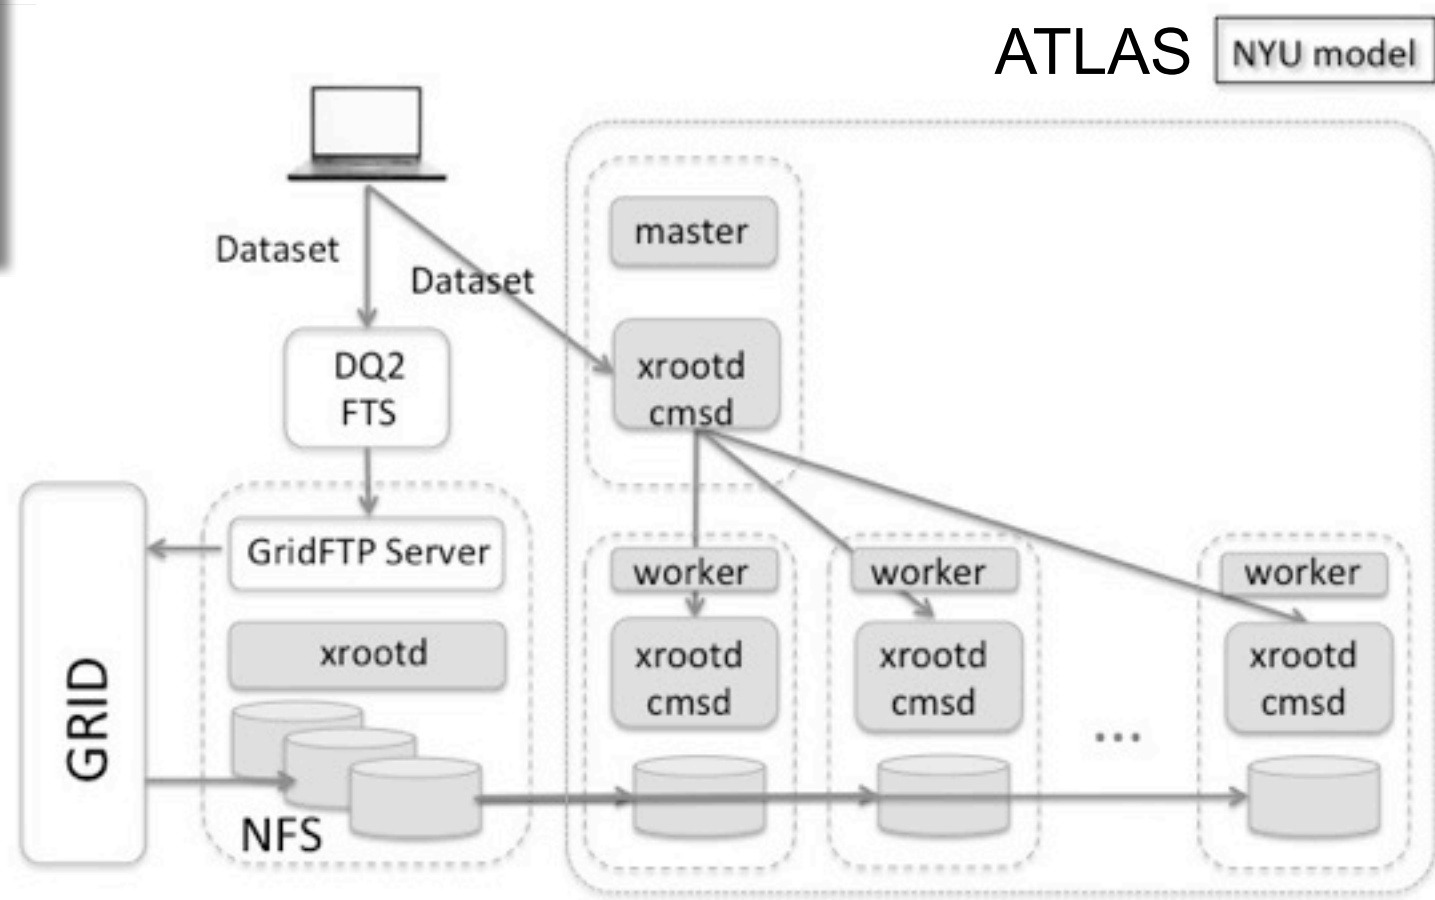 ATLAS NYU model
master
Dataset
Dataset
xrootd
cmsd
DQ2
FTS
GridFTP Server
xrootd
NFS
GRID
worker
xrootd
cmsd
worker
xrootd
cmsd
...
worker
xrootd
cmsd